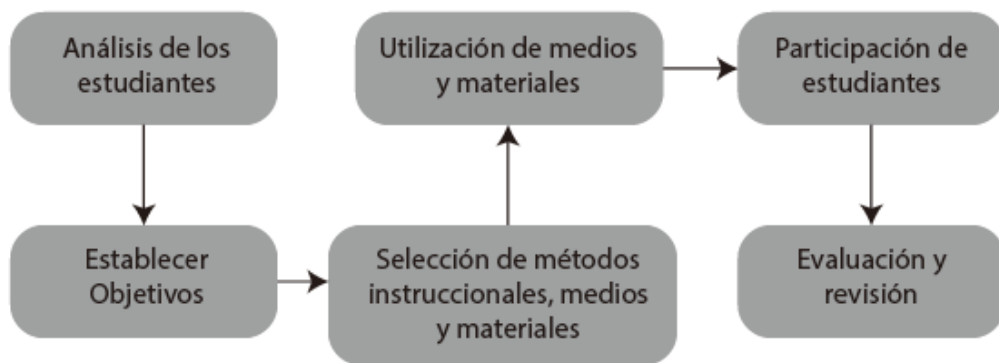 Análisis de los
estudiantes
Establecer
Objetivos
Selección de métodos
instruccionales, medios
y materiales
Utilización de medios
y materiales
Participación de
estudiantes
Evaluación y
revisión